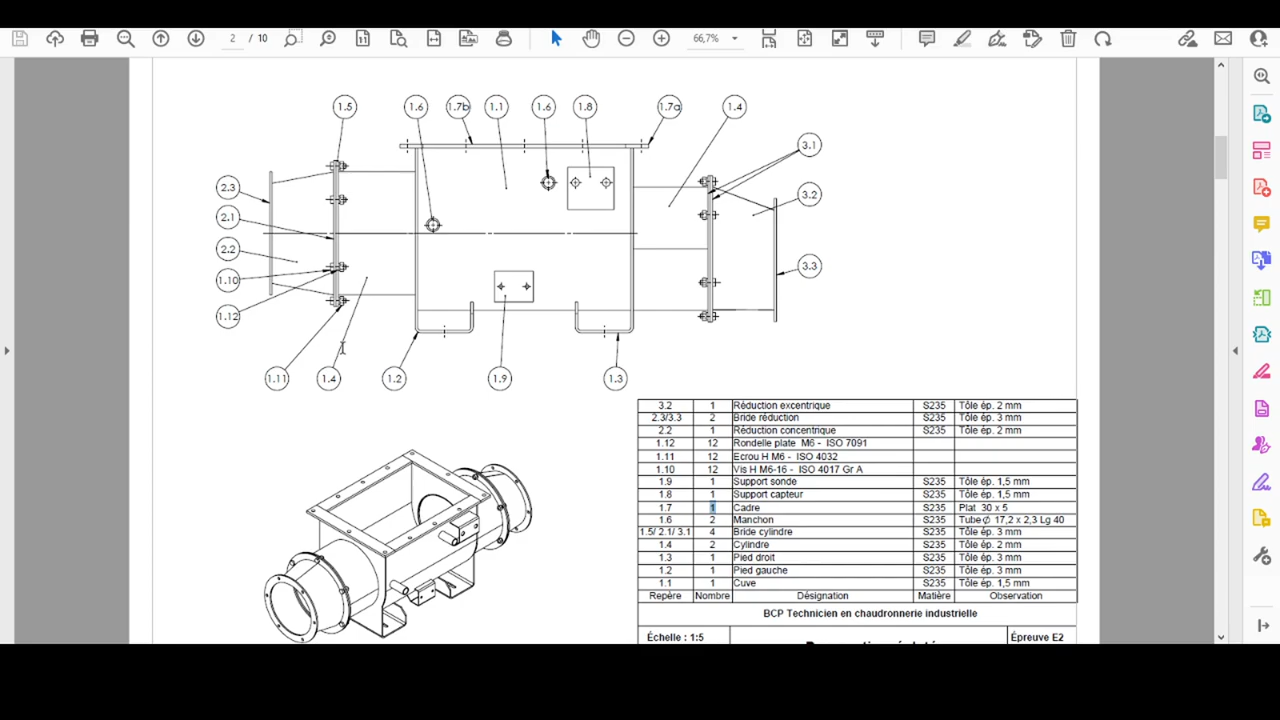 2 / 10
66,7%
1.5 1.6 1.7b 1.1 1.6 1.8 1.7a 1.4
3.1
2.3
3.2
2.1
2.2
3.3
1.10
1.12
1.11 1.4 1.2 1.9 1.3
3.2 1 Réduction excentrique S235 Tôle ép. 2 mm
2.3/3.3 2 Bride réduction S235 Tôle ép. 3 mm
2.2 1 Réduction concentrique S235 Tôle ép. 2 mm
1.12 12 Rondelle plate M6 - ISO 7091
1.11 12 Ecrou H M6 - ISO 4032
1.10 12 Vis H M6-16 - ISO 4017 Gr A
1.9 1 Support sonde S235 Tôle ép. 1,5 mm
1.8 1 Support capteur S235 Tôle ép. 1,5 mm
1.7 1 Cadre S235 Plat 30 x 5
1.6 2 Manchon S235 Tube ∅ 17,2 x 2,3 Lg 40
1.5/ 2.1/ 3.1 4 Bride cylindre S235 Tôle ép. 3 mm
1.4 2 Cylindre S235 Tôle ép. 2 mm
1.3 1 Pied droit S235 Tôle ép. 3 mm
1.2 1 Pied gauche S235 Tôle ép. 3 mm
1.1 1 Cuve S235 Tôle ép. 1,5 mm
Repère Nombre Désignation Matière Observation
BCP Technicien en chaudronnerie industrielle
Échelle : 1:5 Épreuve E2